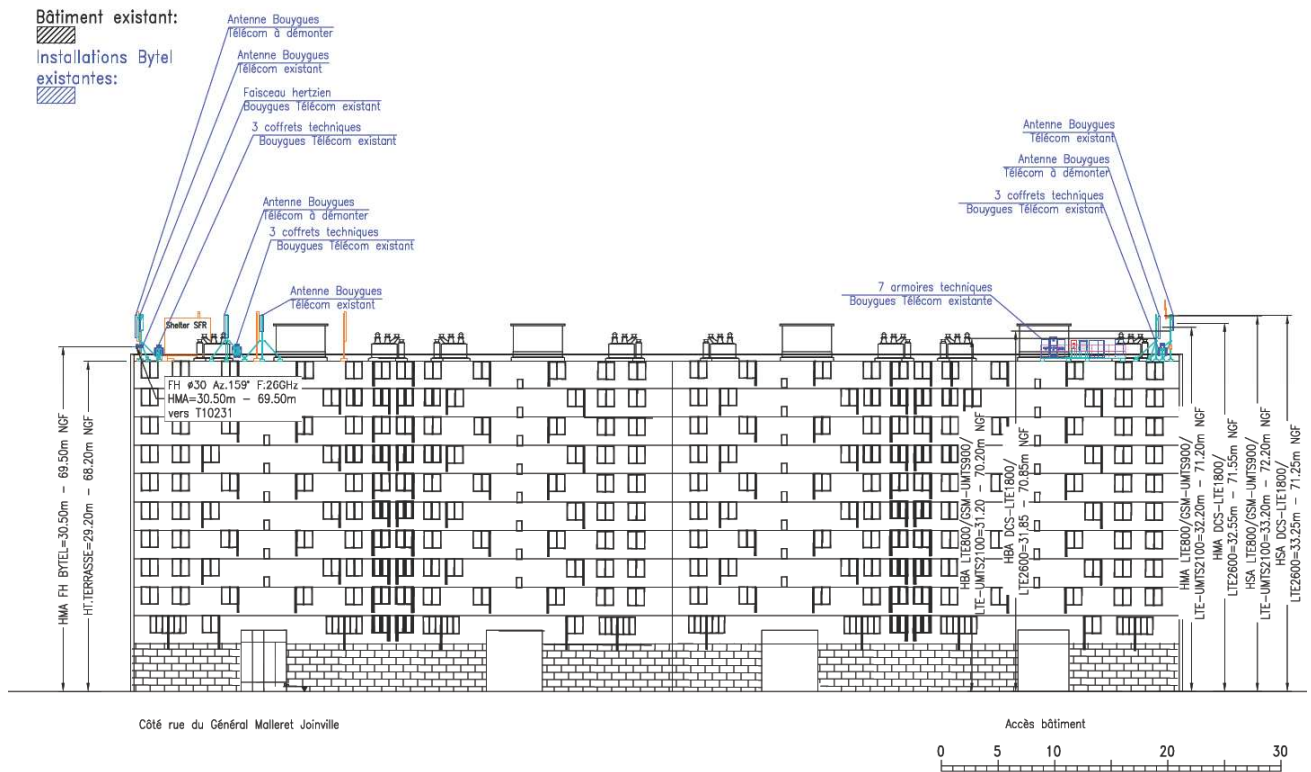 Bâtiment existant:
Installations Bytel
existantes:
Antenne Bouygues
Télécom à démonter
Antenne Bouygues
Télécom existant
Faisceau hertzien
Bouygues Télécom existant
3 coffrets techniques
Bouygues Télécom existant
Antenne Bouygues
Télécom à démonter
3 coffrets techniques
Bouygues Télécom existant
Antenne Bouygues
Télécom existant
Antenne Bouygues
Télécom existant
Antenne Bouygues
Télécom à démonter
3 coffrets techniques
Bouygues Télécom existant
7 armoires techniques
Bouygues Télécom existante
Shelter SFR
FH ø30 Az.159° F:26GHz
HMA=30.50m - 69.50m
vers T10231
HMA FH BYTEL=30.50m - 69.50m NGF
HT.TERRASSE=29.20m - 68.20m NGF
HBA LTE800/GSM-UMTS900/
LTE-UMTS2100=31.20 - 70.20m NGF
HBA DCS-LTE1800/
LTE2600=31.85 - 70.85m NGF
HMA LTE800/GSM-UMTS900/
LTE-UMTS2100=32.20m - 71.20m NGF
HMA DCS-LTE1800/
LTE2600=32.55m - 71.55m NGF
HSA LTE800/GSM-UMTS900/
LTE-UMTS2100=33.20m - 72.20m NGF
HSA DCS-LTE1800/
LTE2600=33.25m - 71.25m NGF
Côté rue du Général Malleret Joinville
Accès bâtiment
0 5 10 20 30